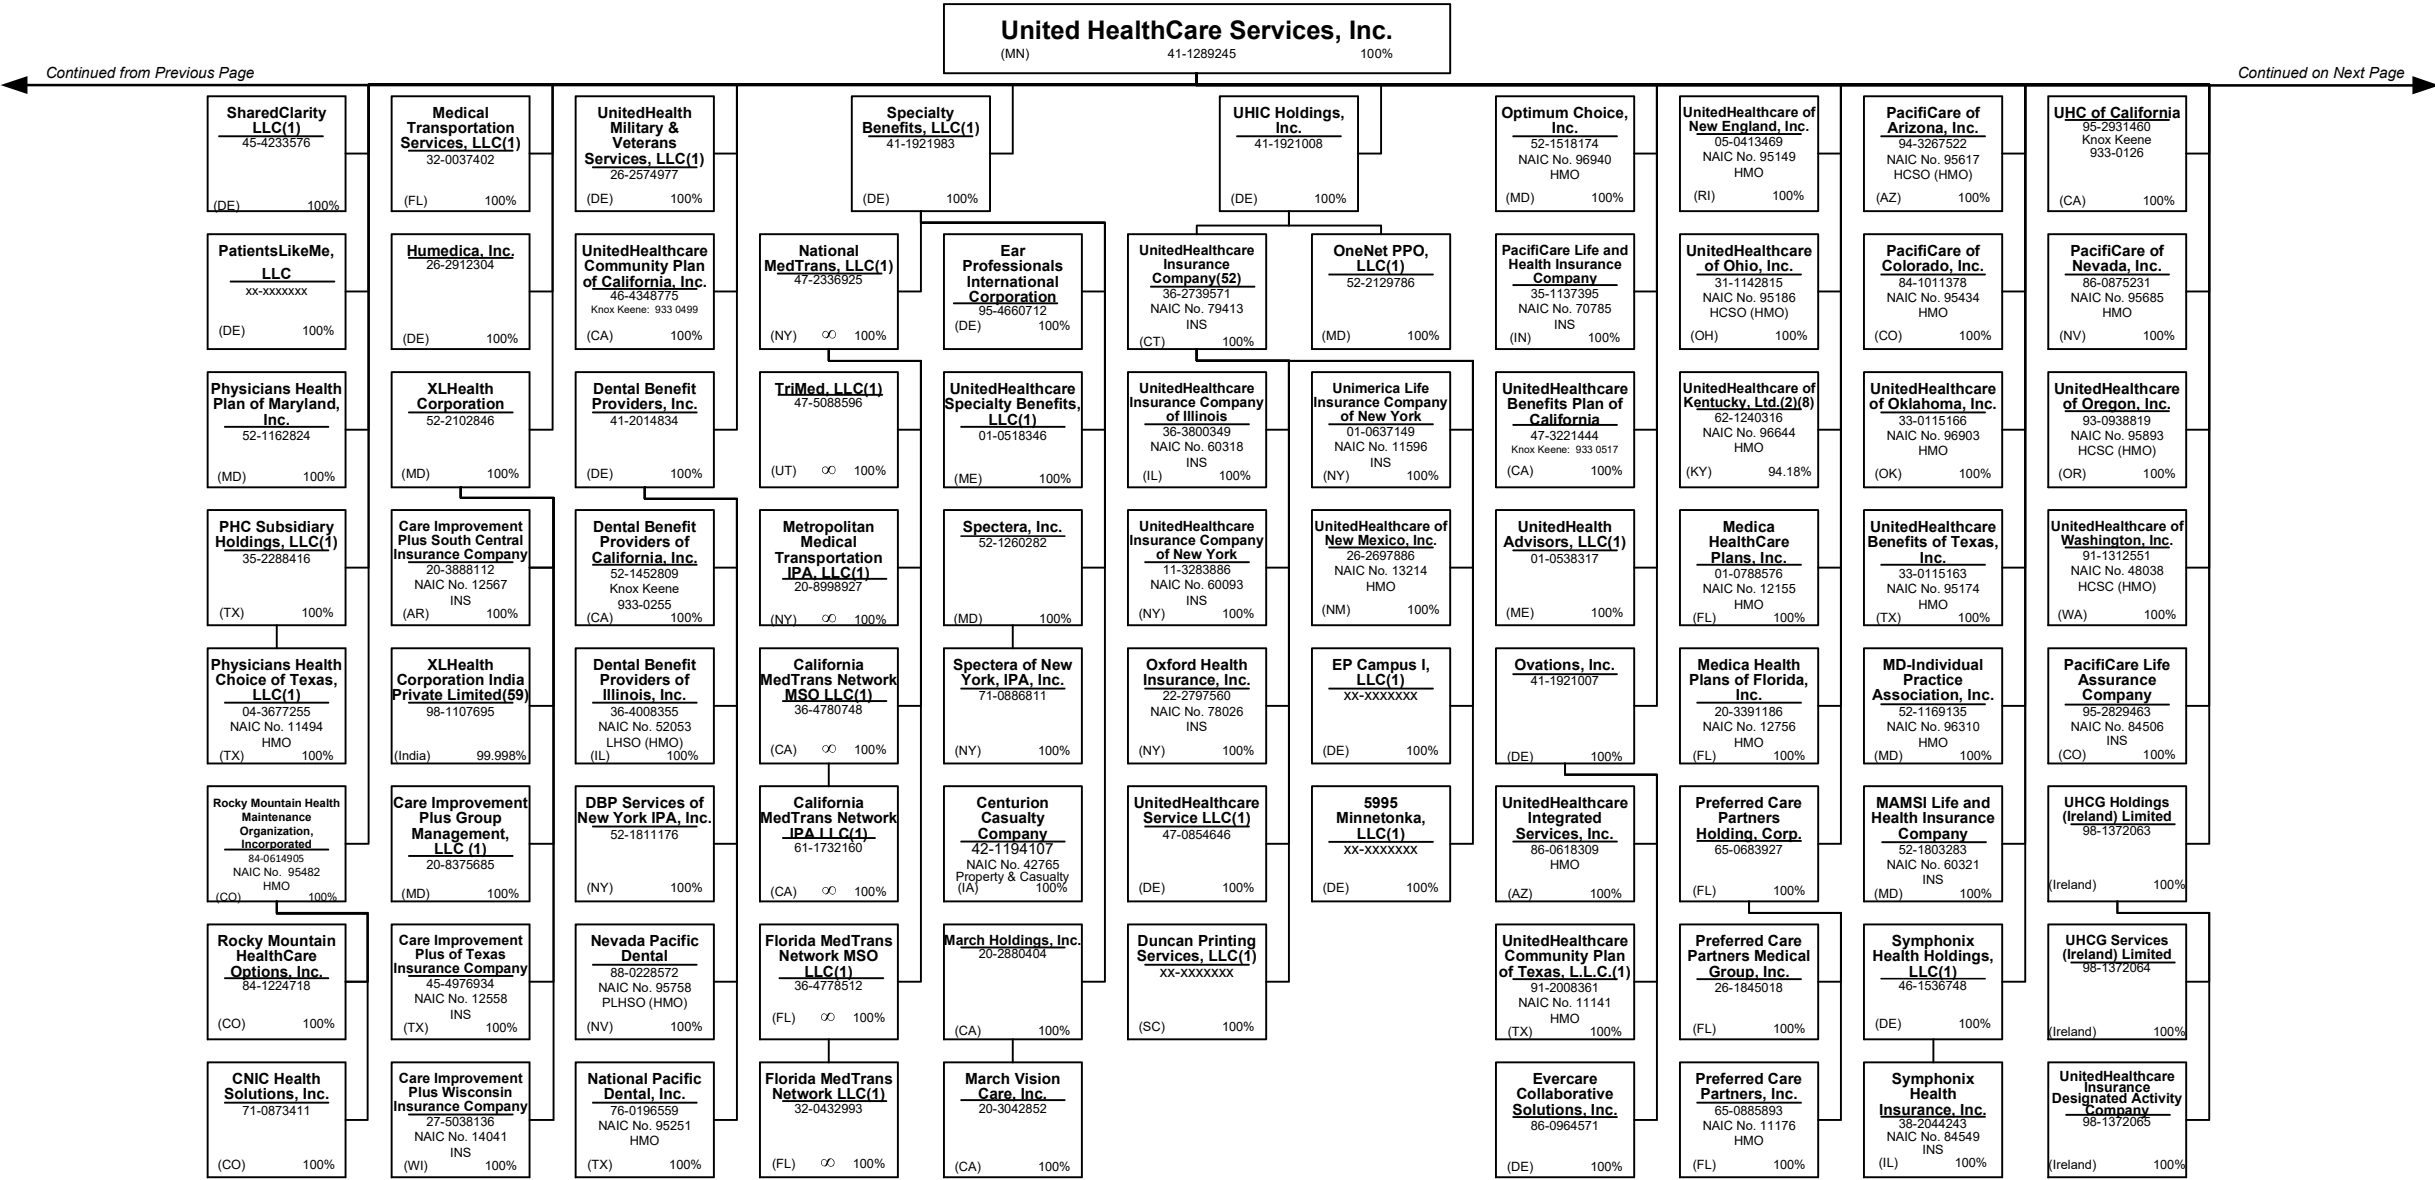 United HealthCare Services, Inc.
(MN) 41-1289245 100%
Continued from Previous Page
Continued on Next Page
SharedClarity
LLC(1)
45-4233576
(DE) 100%
PatientsLikeMe,
LLC
xx-xxxxxxx
(DE) 100%
Physicians Health
Plan of Maryland,
Inc.
52-1162824
(MD) 100%
PHC Subsidiary
Holdings, LLC(1)
35-2288416
(TX) 100%
Physicians Health
Choice of Texas,
LLC(1)
04-3677255
NAIC No. 11494
HMO
(TX) 100%
Rocky Mountain Health
Maintenance
Organization,
Incorporated
84-0614905
NAIC No. 95482
HMO
(CO) 100%
Rocky Mountain
HealthCare
Options, Inc.
84-1224718
(CO) 100%
CNIC Health
Solutions, Inc.
71-0873411
(CO) 100%
Medical
Transportation
Services, LLC(1)
32-0037402
(FL) 100%
Humedica, Inc.
26-2912304
(DE) 100%
XLHealth
Corporation
52-2102846
(MD) 100%
Care Improvement
Plus South Central
Insurance Company
20-3888112
NAIC No. 12567
INS
(AR) 100%
XLHealth
Corporation India
Private Limited(59)
98-1107695
(India) 99.998%
Care Improvement
Plus Group
Management,
LLC (1)
20-8375685
(MD) 100%
Care Improvement
Plus of Texas
Insurance Company
45-4976934
NAIC No. 12558
INS
(TX) 100%
Care Improvement
Plus Wisconsin
Insurance Company
27-5038136
NAIC No. 14041
INS
(WI) 100%
UnitedHealth
Military &
Veterans
Services, LLC(1)
26-2574977
(DE) 100%
UnitedHealthcare
Community Plan
of California, Inc.
46-4348775
Knox Keene: 933 0499
(CA) 100%
Dental Benefit
Providers, Inc.
41-2014834
(DE) 100%
Dental Benefit
Providers of
California, Inc.
52-1452809
Knox Keene
933-0255
(CA) 100%
Dental Benefit
Providers of
Illinois, Inc.
36-4008355
NAIC No. 52053
LHSO (HMO)
(IL) 100%
DBP Services of
New York IPA, Inc.
52-1811176
(NY) 100%
Nevada Pacific
Dental
88-0228572
NAIC No. 95758
PLHSO (HMO)
(NV) 100%
National Pacific
Dental, Inc.
76-0196559
NAIC No. 95251
HMO
(TX) 100%
Specialty
Benefits, LLC(1)
41-1921983
(DE) 100%
National
MedTrans, LLC(1)
47-2336925
(NY) ∞ 100%
TriMed, LLC(1)
47-5088596
(UT) ∞ 100%
Metropolitan
Medical
Transportation
IPA, LLC(1)
20-8998927
(NY) ∞ 100%
California
MedTrans Network
MSO LLC(1)
36-4780748
(CA) ∞ 100%
California
MedTrans Network
IPA LLC(1)
61-1732160
(CA) ∞ 100%
Florida MedTrans
Network MSO
LLC(1)
36-4778512
(FL) ∞ 100%
Florida MedTrans
Network LLC(1)
32-0432993
(FL) ∞ 100%
Ear
Professionals
International
Corporation
95-4660712
(DE) 100%
UnitedHealthcare
Specialty Benefits,
LLC(1)
01-0518346
(ME) 100%
Spectera, Inc.
52-1260282
(MD) 100%
Spectera of New
York, IPA, Inc.
71-0886811
(NY) 100%
Centurion
Casualty
Company
42-1194107
NAIC No. 42765
Property & Casualty
(IA) 100%
March Holdings, Inc.
20-2880404
(CA) 100%
March Vision
Care, Inc.
20-3042852
(CA) 100%
UHIC Holdings,
Inc.
41-1921008
(DE) 100%
UnitedHealthcare
Insurance
Company(52)
36-2739571
NAIC No. 79413
INS
(CT) 100%
UnitedHealthcare
Insurance Company
of Illinois
36-3800349
NAIC No. 60318
INS
(IL) 100%
UnitedHealthcare
Insurance Company
of New York
11-3283886
NAIC No. 60093
INS
(NY) 100%
Oxford Health
Insurance, Inc.
22-2797560
NAIC No. 78026
INS
(NY) 100%
UnitedHealthcare
Service LLC(1)
47-0854646
(DE) 100%
Duncan Printing
Services, LLC(1)
xx-xxxxxxx
(SC) 100%
OneNet PPO,
LLC(1)
52-2129786
(MD) 100%
Unimerica Life
Insurance Company
of New York
01-0637149
NAIC No. 11596
INS
(NY) 100%
UnitedHealthcare of
New Mexico, Inc.
26-2697886
NAIC No. 13214
HMO
(NM) 100%
EP Campus I,
LLC(1)
xx-xxxxxxx
(DE) 100%
5995
Minnetonka,
LLC(1)
xx-xxxxxxx
(DE) 100%
Optimum Choice,
Inc.
52-1518174
NAIC No. 96940
HMO
(MD) 100%
PacifiCare Life and
Health Insurance
Company
35-1137395
NAIC No. 70785
INS
(IN) 100%
UnitedHealthcare
Benefits Plan of
California
47-3221444
Knox Keene: 933 0517
(CA) 100%
UnitedHealth
Advisors, LLC(1)
01-0538317
(ME) 100%
Ovations, Inc.
41-1921007
(DE) 100%
UnitedHealthcare
Integrated
Services, Inc.
86-0618309
HMO
(AZ) 100%
UnitedHealthcare
Community Plan
of Texas, L.L.C.(1)
91-2008361
NAIC No. 11141
HMO
(TX) 100%
Evercare
Collaborative
Solutions, Inc.
86-0964571
(DE) 100%
UnitedHealthcare of
New England, Inc.
05-0413469
NAIC No. 95149
HMO
(RI) 100%
UnitedHealthcare
of Ohio, Inc.
31-1142815
NAIC No. 95186
HCSO (HMO)
(OH) 100%
UnitedHealthcare of
Kentucky, Ltd.(2)(8)
62-1240316
NAIC No. 96644
HMO
(KY) 94.18%
Medica
HealthCare
Plans, Inc.
01-0788576
NAIC No. 12155
HMO
(FL) 100%
Medica Health
Plans of Florida,
Inc.
20-3391186
NAIC No. 12756
HMO
(FL) 100%
Preferred Care
Partners
Holding, Corp.
65-0683927
(FL) 100%
Preferred Care
Partners Medical
Group, Inc.
26-1845018
(FL) 100%
Preferred Care
Partners, Inc.
65-0885893
NAIC No. 11176
HMO
(FL) 100%
PacifiCare of
Arizona, Inc.
94-3267522
NAIC No. 95617
HCSO (HMO)
(AZ) 100%
PacifiCare of
Colorado, Inc.
84-1011378
NAIC No. 95434
HMO
(CO) 100%
UnitedHealthcare
of Oklahoma, Inc.
33-0115166
NAIC No. 96903
HMO
(OK) 100%
UnitedHealthcare
Benefits of Texas,
Inc.
33-0115163
NAIC No. 95174
HMO
(TX) 100%
MD-Individual
Practice
Association, Inc.
52-1169135
NAIC No. 96310
HMO
(MD) 100%
MAMSI Life and
Health Insurance
Company
52-1803283
NAIC No. 60321
INS
(MD) 100%
Symphonix
Health Holdings,
LLC(1)
46-1536748
(DE) 100%
Symphonix
Health
Insurance, Inc.
38-2044243
NAIC No. 84549
INS
(IL) 100%
UHC of California
95-2931460
Knox Keene
933-0126
(CA) 100%
PacifiCare of
Nevada, Inc.
86-0875231
NAIC No. 95685
HMO
(NV) 100%
UnitedHealthcare
of Oregon, Inc.
93-0938819
NAIC No. 95893
HCSC (HMO)
(OR) 100%
UnitedHealthcare of
Washington, Inc.
91-1312551
NAIC No. 48038
HCSC (HMO)
(WA) 100%
PacifiCare Life
Assurance
Company
95-2829463
NAIC No. 84506
INS
(CO) 100%
UHCG Holdings
(Ireland) Limited
98-1372063
(Ireland) 100%
UHCG Services
(Ireland) Limited
98-1372064
(Ireland) 100%
UnitedHealthcare
Insurance
Designated Activity
Company
98-1372065
(Ireland) 100%